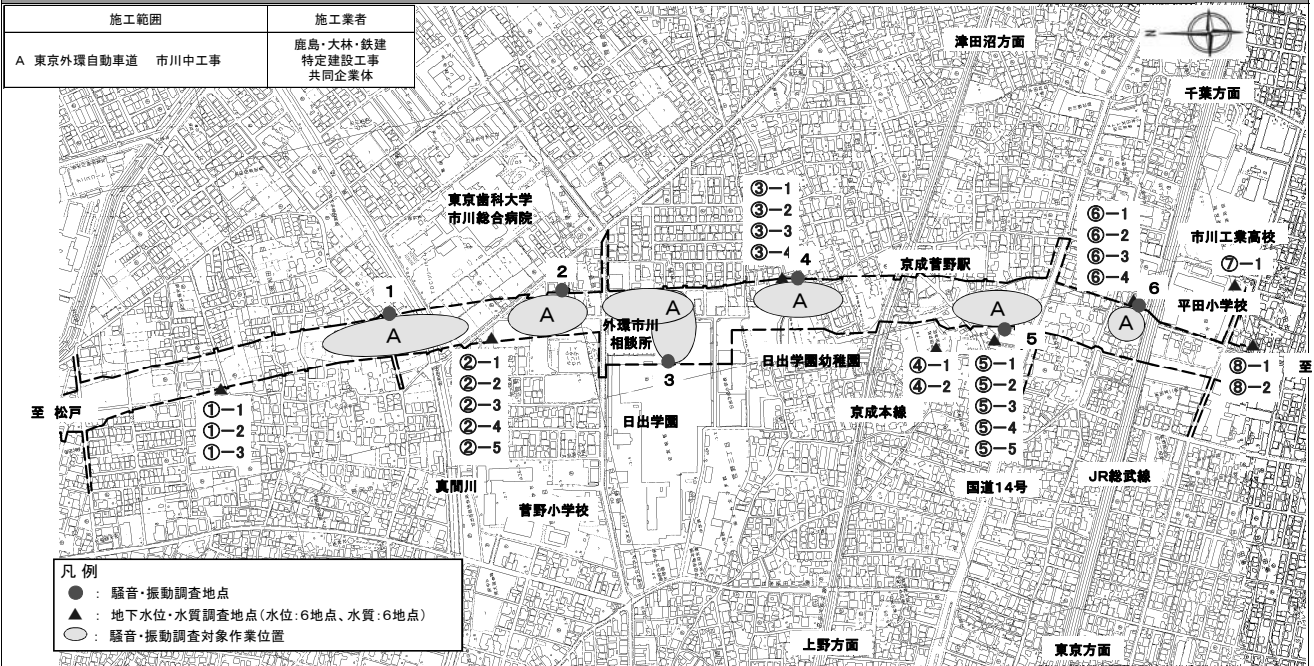 施工範囲 施工業者
A 東京外環自動車道 市川中工事
鹿島・大林・鉄建
特定建設工事
共同企業体
津田沼方面
N
千葉方面
東京歯科大学
市川総合病院
③-1
③-2
③-3
③-4
4
⑥-1
⑥-2
⑥-3
⑥-4
6
市川工業高校
⑦-1
平田小学校
京成菅野駅
1
2
A
A
A
A
A
A
外環市川
相談所
3
5
日出学園幼稚園
④-1
④-2
⑤-1
⑤-2
⑤-3
⑤-4
⑤-5
⑧-1
⑧-2
至
至 松戸
①-1
①-2
①-3
②-1
②-2
②-3
②-4
②-5
日出学園
京成本線
真間川
菅野小学校
国道14号
JR総武線
凡 例
● : 騒音・振動調査地点
▲ : 地下水位・水質調査地点(水位:6地点、水質:6地点)
: 騒音・振動調査対象作業位置
上野方面
東京方面